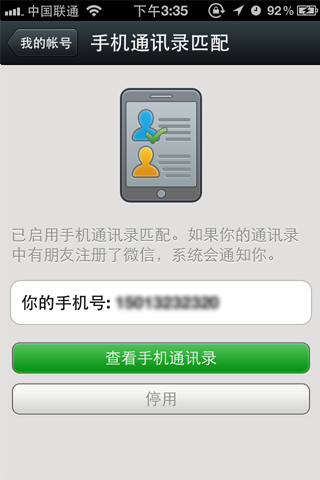 中国联通 下午3:35 92%
我的帐号 手机通讯录匹配
已启用手机通讯录匹配。如果你的通讯录
中有朋友注册了微信，系统会通知你。
你的手机号:
查看手机通讯录
停用